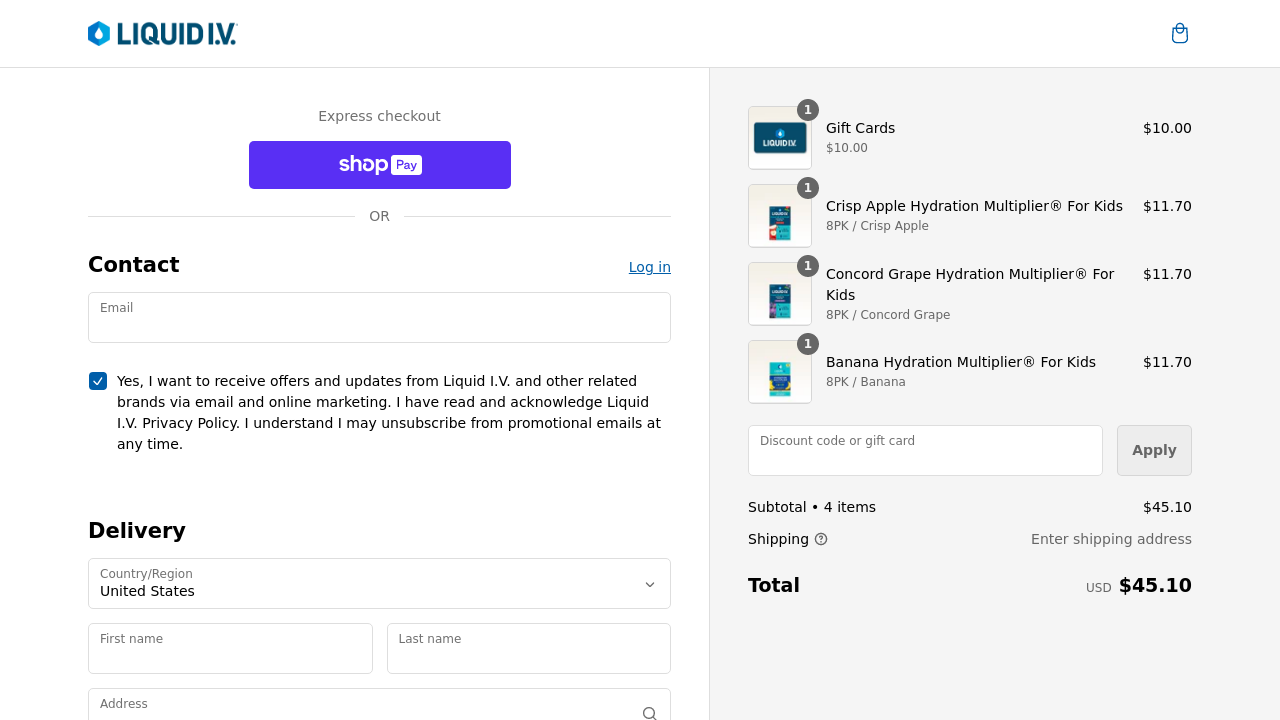 LIQUID I.V.
Express checkout
shop Pay
OR
Contact
Log in
Email
Yes, I want to receive offers and updates from Liquid I.V. and other related
brands via email and online marketing. I have read and acknowledge Liquid
I.V. Privacy Policy. I understand I may unsubscribe from promotional emails at
any time.
Delivery
Country/Region
United States
First name
Last name
Address
LIQUID I.V.
1
Gift Cards
$10.00
$10.00
1
Crisp Apple Hydration Multiplier® For Kids
$11.70
8PK / Crisp Apple
1
Concord Grape Hydration Multiplier® For
Kids
$11.70
8PK / Concord Grape
1
Banana Hydration Multiplier® For Kids
$11.70
8PK / Banana
Discount code or gift card
Apply
Subtotal • 4 items
$45.10
Shipping
Enter shipping address
Total
USD $45.10